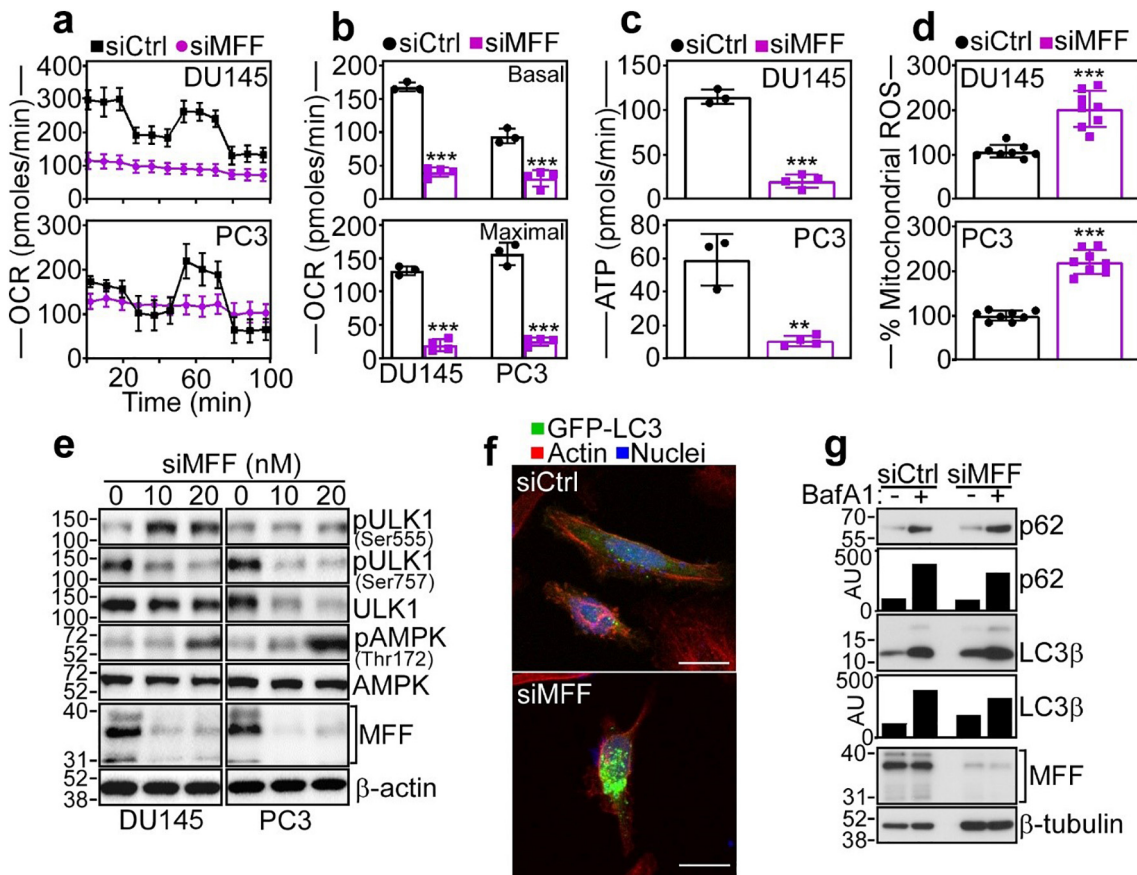 a
siCtrl siMFF
OCR (pmoles/min)
DU145
400
300
200
100
0
PC3
300
200
100
0
20 60 100
Time (min)
b
siCtrl siMFF
OCR (pmoles/min)
Basal
200
150
100
50
0
Maximal
200
150
100
50
0
*** ***
*** ***
DU145 PC3
c
siCtrl siMFF
ATP (pmols/min)
DU145
150
100
50
0
***
PC3
80
60
40
20
0
**
d
siCtrl
siMFF
% Mitochondrial ROS
DU145
300
200
100
0
***
PC3
300
200
100
0
***
e
siMFF (nM)
0 10 20 0 10 20
150-
100-
pULK1
(Ser555)
150-
100-
pULK1
(Ser757)
150-
100-
ULK1
72-
52-
pAMPK
(Thr172)
72-
52-
AMPK
40-
31-
MFF
52-
38-
β-actin
DU145 PC3
f
GFP-LC3
Actin Nuclei
siCtrl
siMFF
g
siCtrl siMFF
BafA1: - + - +
70-
55-
p62
500
AU
0
p62
15-
10-
LC3β
500
AU
0
LC3β
40-
31-
MFF
52-
38-
β-tubulin